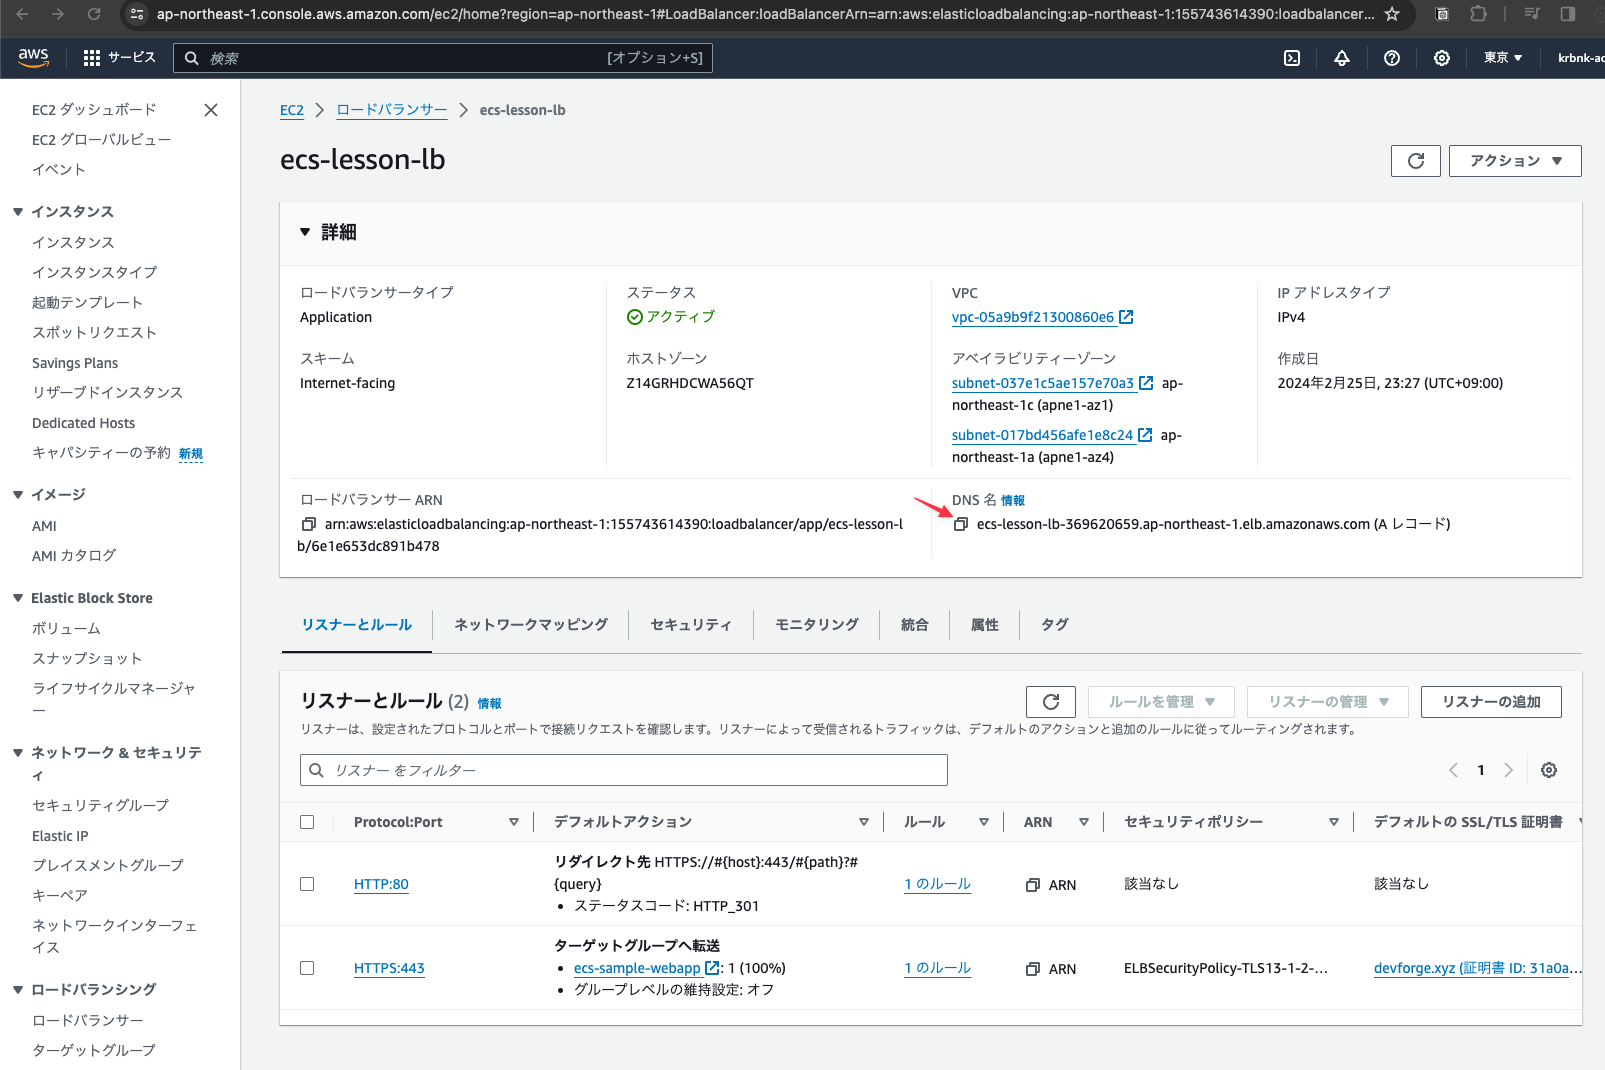 ap-northeast-1.console.aws.amazon.com/ec2/home?region=ap-northeast-1#LoadBalancer:loadBalancerArn=arn:aws:elasticloadbalancing:ap-northeast-1:155743614390:loadbalancer...
aws
サービス
検索
[オプション+S]
東京
krbnk-ac
EC2 ダッシュボード
EC2 グローバルビュー
イベント
インスタンス
インスタンス
インスタンスタイプ
起動テンプレート
スポットリクエスト
Savings Plans
リザーブドインスタンス
Dedicated Hosts
キャパシティーの予約 新規
イメージ
AMI
AMI カタログ
Elastic Block Store
ボリューム
スナップショット
ライフサイクルマネージャ
ー
ネットワーク & セキュリテ
ィ
セキュリティグループ
Elastic IP
プレイスメントグループ
キーペア
ネットワークインターフェ
イス
ロードバランシング
ロードバランサー
ターゲットグループ
EC2
ロードバランサー
ecs-lesson-lb
ecs-lesson-lb
アクション
詳細
ロードバランサータイプ
Application
ステータス
アクティブ
VPC
vpc-05a9b9f21300860e6
IP アドレスタイプ
IPv4
スキーム
Internet-facing
ホストゾーン
Z14GRHDCWA56QT
アベイラビリティーゾーン
subnet-037e1c5ae157e70a3 ap-
northeast-1c (apne1-az1)
subnet-017bd456afe1e8c24 ap-
northeast-1a (apne1-az4)
作成日
2024年2月25日, 23:27 (UTC+09:00)
ロードバランサー ARN
arn:aws:elasticloadbalancing:ap-northeast-1:155743614390:loadbalancer/app/ecs-lesson-l
b/6e1e653dc891b478
DNS 名 情報
ecs-lesson-lb-369620659.ap-northeast-1.elb.amazonaws.com (A レコード)
リスナーとルール
ネットワークマッピング
セキュリティ
モニタリング
統合
属性
タグ
リスナーとルール (2) 情報
ルールを管理
リスナーの管理
リスナーの追加
リスナーは、設定されたプロトコルとポートで接続リクエストを確認します。リスナーによって受信されるトラフィックは、デフォルトのアクションと追加のルールに従ってルーティングされます。
リスナー をフィルター
1
Protocol:Port
デフォルトアクション
ルール
ARN
セキュリティポリシー
デフォルトの SSL/TLS 証明書
HTTP:80
リダイレクト先 HTTPS://#{host}:443/#{path}?#
{query}
• ステータスコード: HTTP_301
1 のルール
ARN
該当なし
該当なし
HTTPS:443
ターゲットグループへ転送
• ecs-sample-webapp: 1 (100%)
• グループレベルの維持設定: オフ
1 のルール
ARN
ELBSecurityPolicy-TLS13-1-2-...
devforge.xyz (証明書 ID: 31a0a...